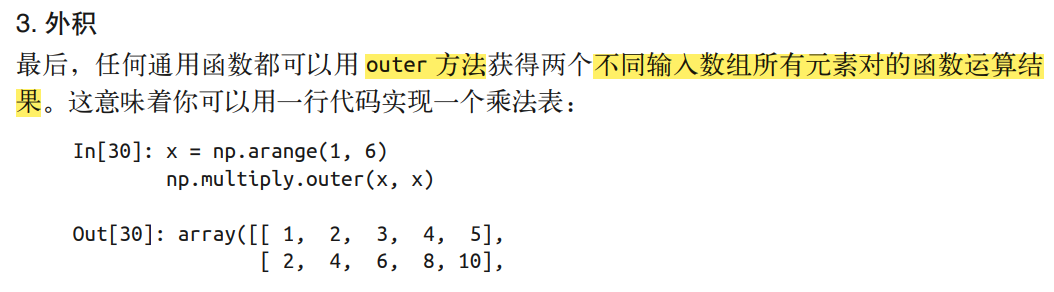 3. 外积
最后，任何通用函数都可以用 outer 方法获得两个不同输入数组所有元素对的函数运算结
果。这意味着你可以用一行代码实现一个乘法表：
In[30]: x = np.arange(1, 6)
        np.multiply.outer(x, x)
Out[30]: array([[ 1,  2,  3,  4,  5],
                [ 2,  4,  6,  8, 10],